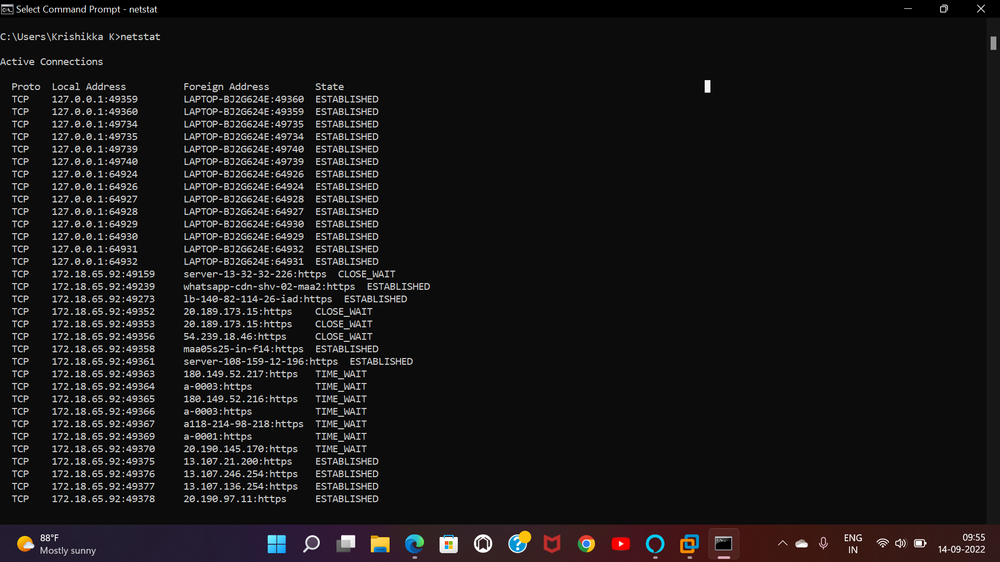 Select Command Prompt - netstat
C:\Users\Krishikka K>netstat
Active Connections
Proto  Local Address          Foreign Address        State
TCP    127.0.0.1:49359        LAPTOP-BJ2G624E:49360  ESTABLISHED
TCP    127.0.0.1:49360        LAPTOP-BJ2G624E:49359  ESTABLISHED
TCP    127.0.0.1:49734        LAPTOP-BJ2G624E:49735  ESTABLISHED
TCP    127.0.0.1:49735        LAPTOP-BJ2G624E:49734  ESTABLISHED
TCP    127.0.0.1:49739        LAPTOP-BJ2G624E:49740  ESTABLISHED
TCP    127.0.0.1:49740        LAPTOP-BJ2G624E:49739  ESTABLISHED
TCP    127.0.0.1:64924        LAPTOP-BJ2G624E:64926  ESTABLISHED
TCP    127.0.0.1:64926        LAPTOP-BJ2G624E:64924  ESTABLISHED
TCP    127.0.0.1:64927        LAPTOP-BJ2G624E:64928  ESTABLISHED
TCP    127.0.0.1:64928        LAPTOP-BJ2G624E:64927  ESTABLISHED
TCP    127.0.0.1:64929        LAPTOP-BJ2G624E:64930  ESTABLISHED
TCP    127.0.0.1:64930        LAPTOP-BJ2G624E:64929  ESTABLISHED
TCP    127.0.0.1:64931        LAPTOP-BJ2G624E:64932  ESTABLISHED
TCP    127.0.0.1:64932        LAPTOP-BJ2G624E:64931  ESTABLISHED
TCP    172.18.65.92:49159     server-13-32-32-226:https  CLOSE_WAIT
TCP    172.18.65.92:49239     whatsapp-cdn-shv-02-maa2:https  ESTABLISHED
TCP    172.18.65.92:49273     lb-140-82-114-26-iad:https  ESTABLISHED
TCP    172.18.65.92:49352     20.189.173.15:https    CLOSE_WAIT
TCP    172.18.65.92:49353     20.189.173.15:https    CLOSE_WAIT
TCP    172.18.65.92:49356     54.239.18.46:https     CLOSE_WAIT
TCP    172.18.65.92:49358     maa05s25-in-f14:https  ESTABLISHED
TCP    172.18.65.92:49361     server-108-159-12-196:https  ESTABLISHED
TCP    172.18.65.92:49363     180.149.52.217:https   TIME_WAIT
TCP    172.18.65.92:49364     a-0003:https           TIME_WAIT
TCP    172.18.65.92:49365     180.149.52.216:https   TIME_WAIT
TCP    172.18.65.92:49366     a-0003:https           TIME_WAIT
TCP    172.18.65.92:49367     a118-214-98-218:https  TIME_WAIT
TCP    172.18.65.92:49369     a-0001:https           TIME_WAIT
TCP    172.18.65.92:49370     20.190.145.170:https   TIME_WAIT
TCP    172.18.65.92:49375     13.107.21.200:https    ESTABLISHED
TCP    172.18.65.92:49376     13.107.246.254:https   ESTABLISHED
TCP    172.18.65.92:49377     13.107.136.254:https   ESTABLISHED
TCP    172.18.65.92:49378     20.190.97.11:https     ESTABLISHED
88°F
Mostly sunny
ENG
IN
09:55
14-09-2022